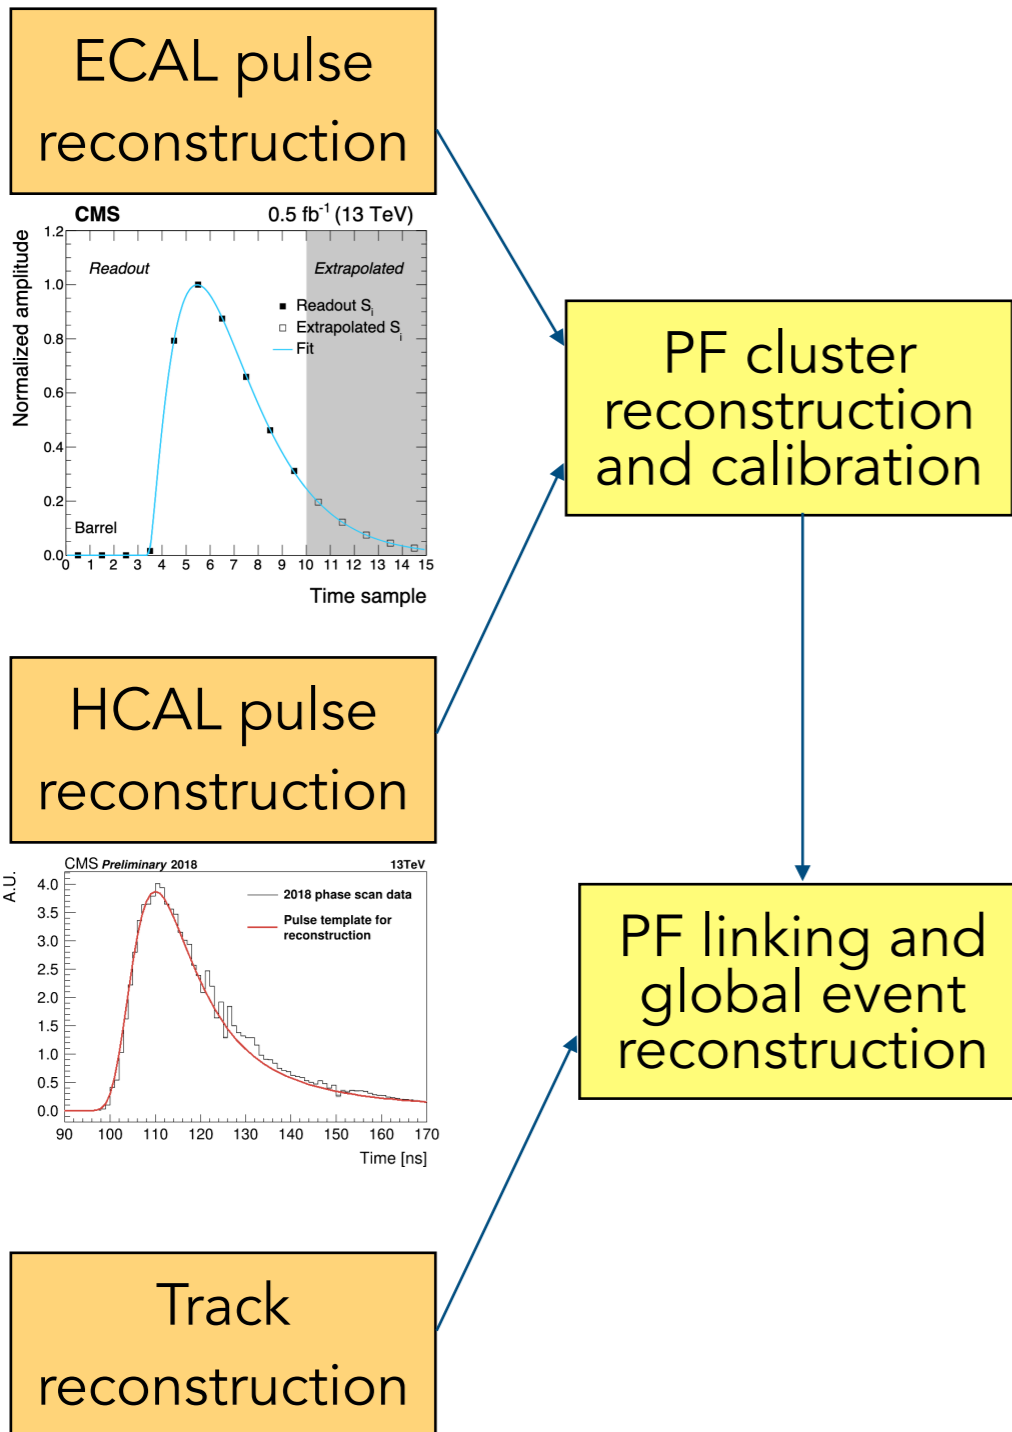 ECAL pulse
reconstruction
CMS 0.5 fb⁻¹ (13 TeV)
Normalized amplitude
1.2
1.0
0.8
0.6
0.4
0.2
0.0
Readout
Extrapolated
Readout Sᵢ
Extrapolated Sᵢ
Fit
Barrel
0 1 2 3 4 5 6 7 8 9 10 11 12 13 14 15
Time sample
PF cluster
reconstruction
and calibration
HCAL pulse
reconstruction
CMS Preliminary 2018 13TeV
A.U.
4.0
3.5
3.0
2.5
2.0
1.5
1.0
0.5
0.0
2018 phase scan data
Pulse template for
reconstruction
90 100 110 120 130 140 150 160 170
Time [ns]
PF linking and
global event
reconstruction
Track
reconstruction